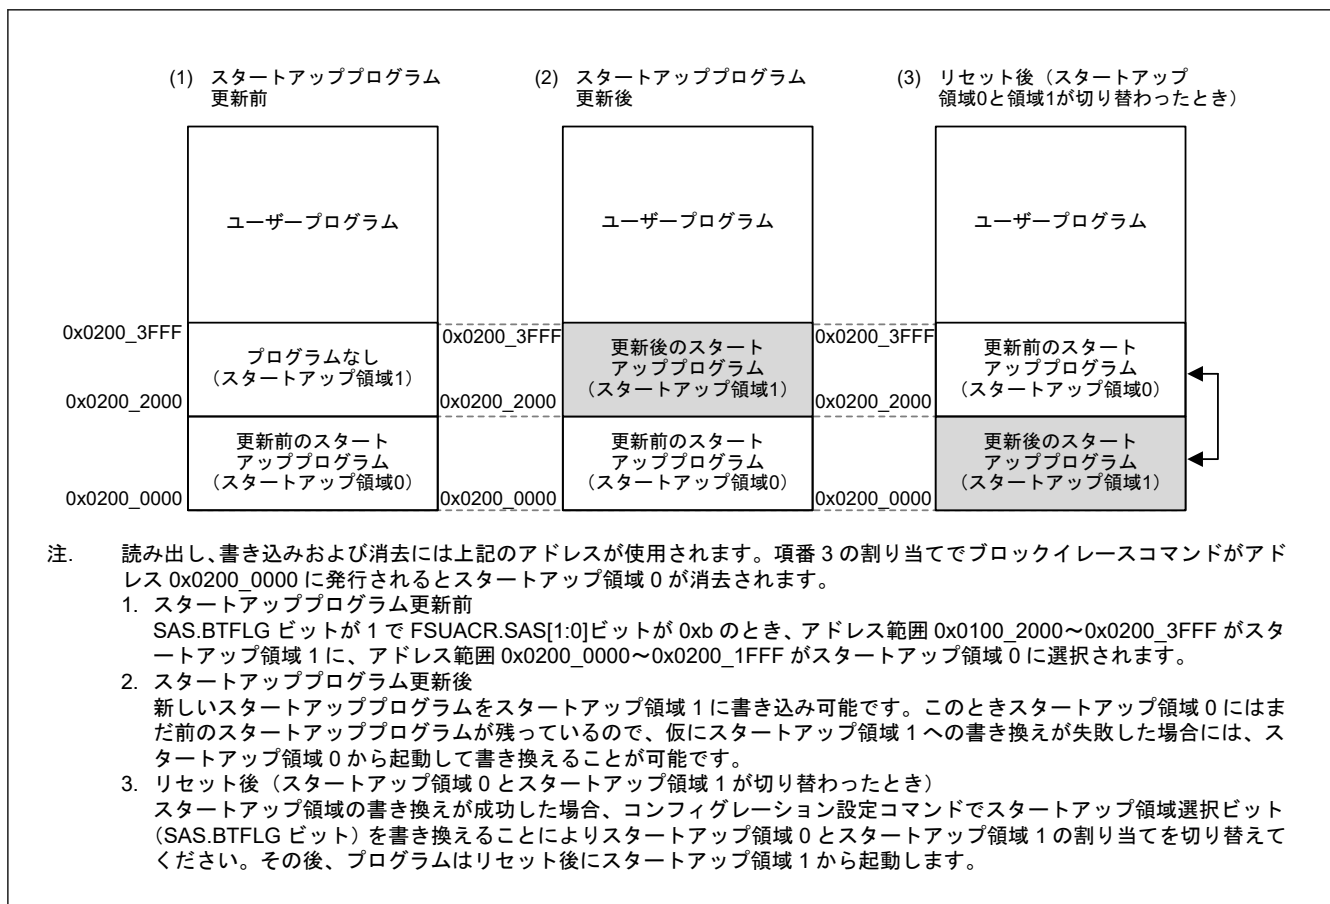 (1) スタートアッププログラム
更新前
(2) スタートアッププログラム
更新後
(3) リセット後（スタートアップ
領域0と領域1が切り替わったとき）
ユーザープログラム
ユーザープログラム
ユーザープログラム
0x0200_3FFF
プログラムなし
（スタートアップ領域1）
0x0200_2000
更新前のスタート
アッププログラム
（スタートアップ領域0）
0x0200_0000
0x0200_3FFF
更新後のスタート
アッププログラム
（スタートアップ領域1）
0x0200_2000
更新前のスタート
アッププログラム
（スタートアップ領域0）
0x0200_0000
0x0200_3FFF
更新前のスタート
アッププログラム
（スタートアップ領域0）
0x0200_2000
更新後のスタート
アッププログラム
（スタートアップ領域1）
0x0200_0000
注. 読み出し、書き込みおよび消去には上記のアドレスが使用されます。項番 3 の割り当てでブロックイレースコマンドがアド
レス 0x0200_0000 に発行されるとスタートアップ領域 0 が消去されます。
1. スタートアッププログラム更新前
SAS.BTFLG ビットが 1 で FSUACR.SAS[1:0]ビットが 0xb のとき、アドレス範囲 0x0100_2000～0x0200_3FFF がスタ
ートアップ領域 1 に、アドレス範囲 0x0200_0000～0x0200_1FFF がスタートアップ領域 0 に選択されます。
2. スタートアッププログラム更新後
新しいスタートアッププログラムをスタートアップ領域 1 に書き込み可能です。このときスタートアップ領域 0 にはま
だ前のスタートアッププログラムが残っているので、仮にスタートアップ領域 1 への書き換えが失敗した場合には、ス
タートアップ領域 0 から起動して書き換えることが可能です。
3. リセット後（スタートアップ領域 0 とスタートアップ領域 1 が切り替わったとき）
スタートアップ領域の書き換えが成功した場合、コンフィグレーション設定コマンドでスタートアップ領域選択ビット
（SAS.BTFLG ビット）を書き換えることによりスタートアップ領域 0 とスタートアップ領域 1 の割り当てを切り替えて
ください。その後、プログラムはリセット後にスタートアップ領域 1 から起動します。